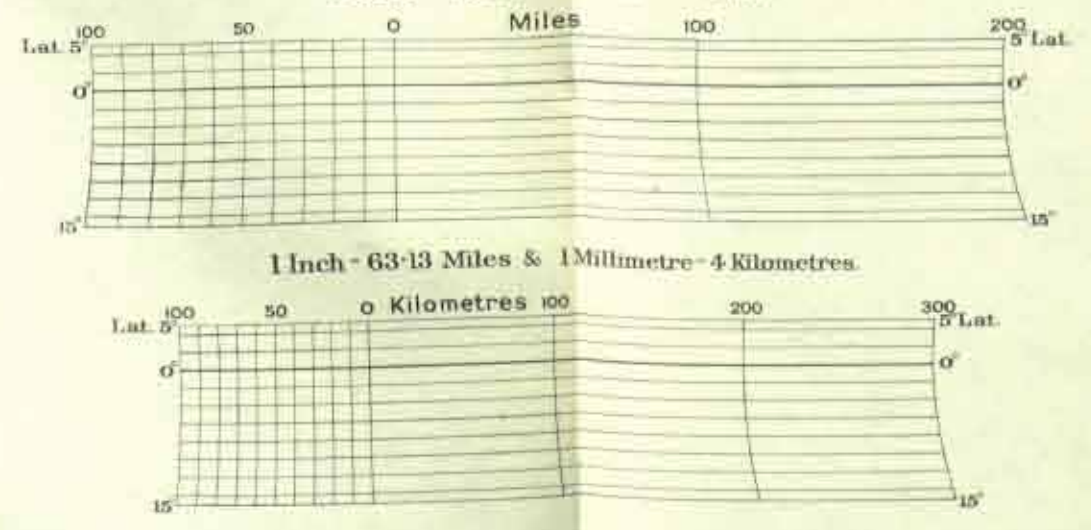 100 50 0 Miles 100 200
Lat. 5° 5° Lat.
0° 0°
15° 15°
1 Inch - 63·13 Miles & 1 Millimetre - 4 Kilometres.
100 50 0 Kilometres 100 200 300
Lat. 5° 5° Lat.
0° 0°
15 15°